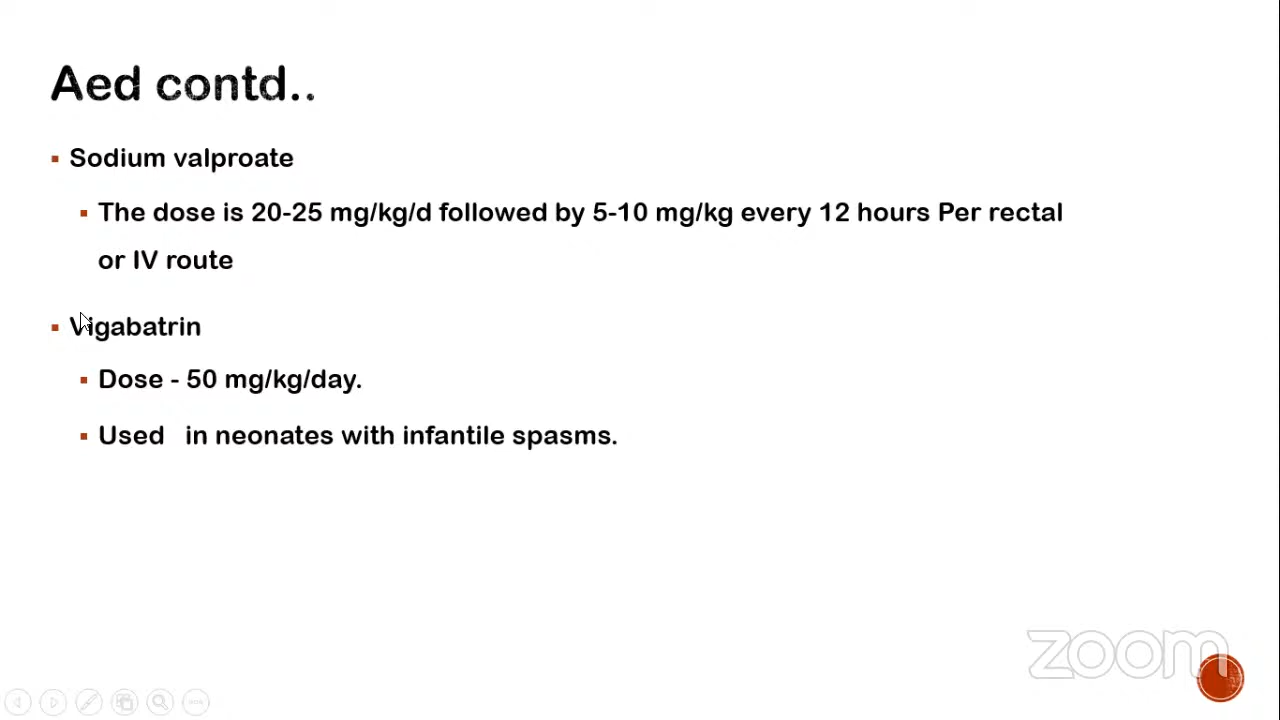 Aed contd..
Sodium valproate
The dose is 20-25 mg/kg/d followed by 5-10 mg/kg every 12 hours Per rectal
or IV route
Vigabatrin
Dose - 50 mg/kg/day.
Used in neonates with infantile spasms.
zoom